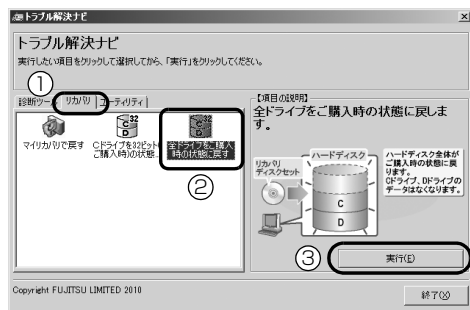 トラブル解決ナビ
トラブル解決ナビ
実行したい項目をクリックして選択してから、「実行」をクリックしてください。
①
診断ツール リカバリ ユーティリティ
マイリカバリで戻す
Cドライブを32ビット(ご購入時)の状態...
32
C
D
全ドライブをご購入時の状態に戻す
32
C
D
②
【項目の説明】
全ドライブをご購入時の状態に戻します。
リカバリ
ディスクセット
ハードディスク
C
D
ハードディスク全体が
ご購入時の状態に戻
ります。
Cドライブ、Dドライブの
データはなくなります。
③
実行(E)
Copyright FUJITSU LIMITED 2010
終了(X)